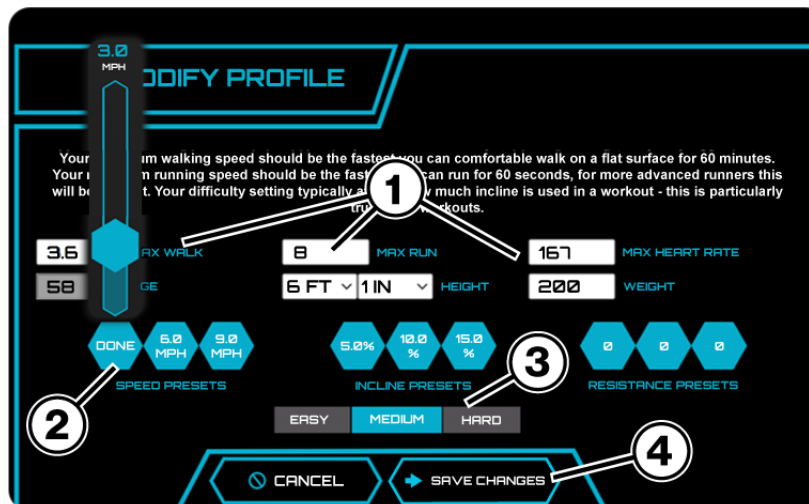 3.0
MPH
ODIFY PROFILE
Your um walking speed should be the fastest you can comfortable walk on a flat surface for 60 minutes.
Your m m running speed should be the fast can run for 60 seconds, for more advanced runners this
will be t. Your difficulty setting typically a w much incline is used in a workout - this is particularly
tru orkouts.
1
3.6 AX WALK 8 MAX RUN 167 MAX HEART RATE
58 GE 6 FT 1 IN HEIGHT 200 WEIGHT
DONE 6.0 MPH 9.0 MPH 5.0% 10.0 % 15.0 % 0 0 0
SPEED PRESETS INCLINE PRESETS RESISTANCE PRESETS
2
3
EASY MEDIUM HARD
4
CANCEL SAVE CHANGES